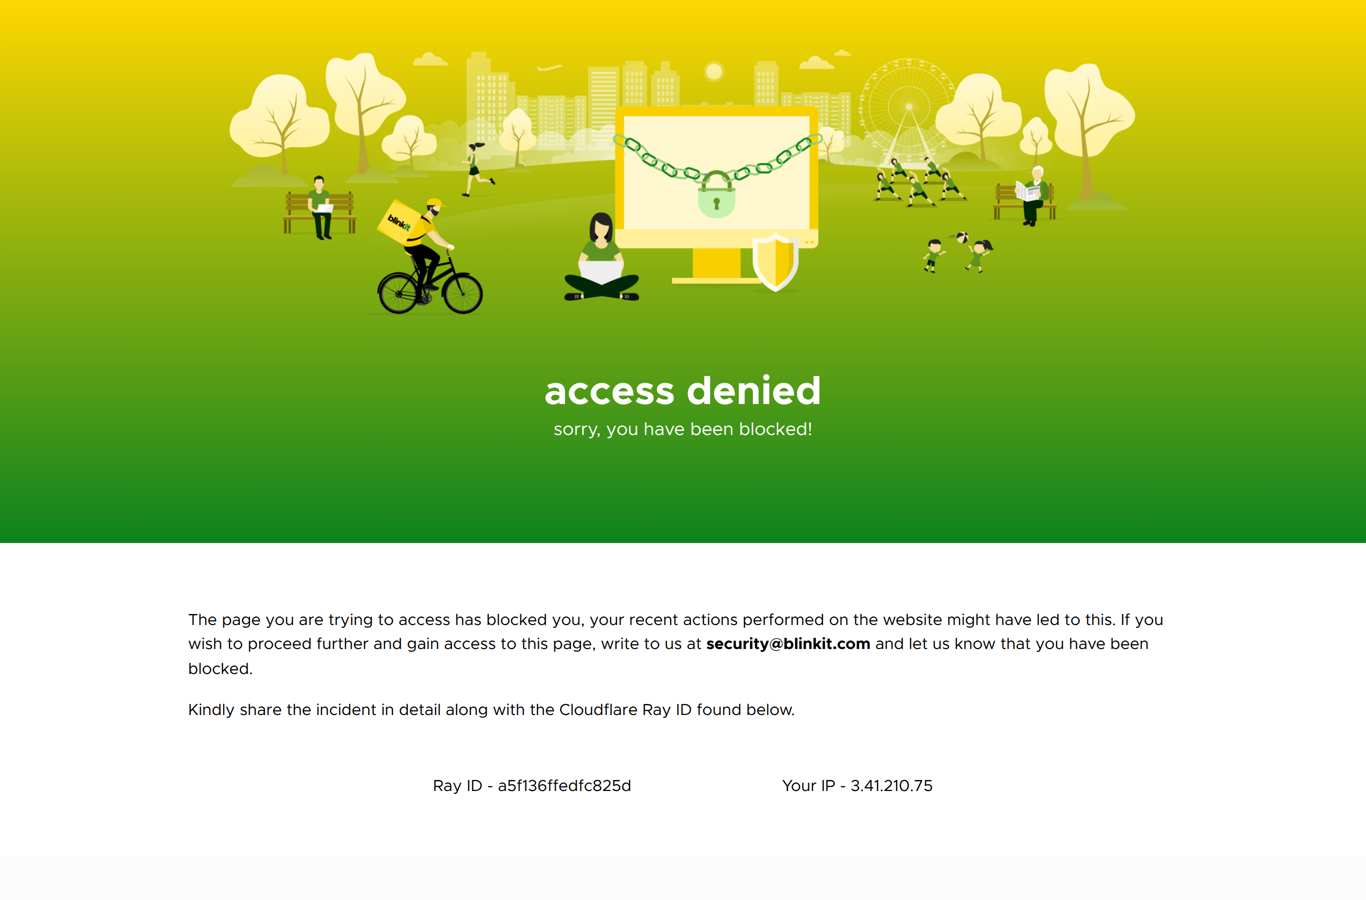 blinkit
access denied
sorry, you have been blocked!
The page you are trying to access has blocked you, your recent actions performed on the website might have led to this. If you
wish to proceed further and gain access to this page, write to us at security@blinkit.com and let us know that you have been
blocked.
Kindly share the incident in detail along with the Cloudflare Ray ID found below.
Ray ID - a5f136ffedfc825d
Your IP - 3.41.210.75